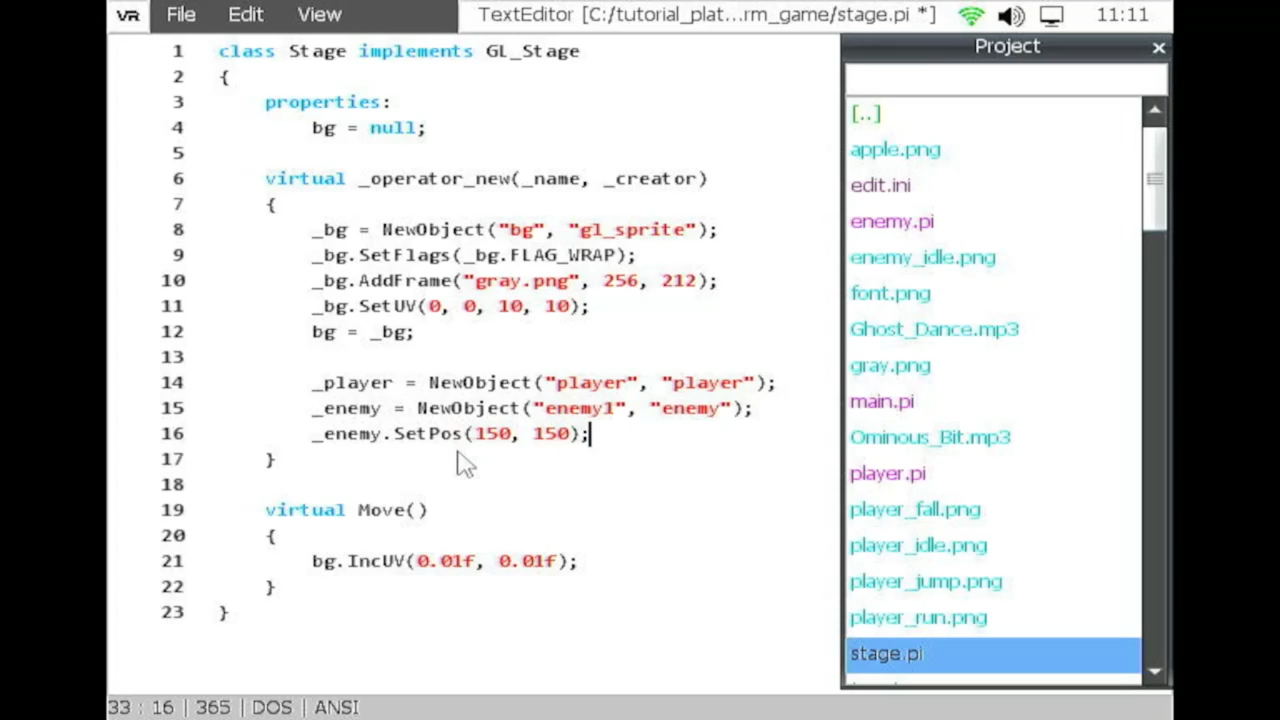 VR File Edit View TextEditor [C:/tutorial_plat...rm_game/stage.pi *] 11:11
1 class Stage implements GL_Stage
2 {
3 properties:
4 bg = null;
5
6 virtual _operator_new(_name, _creator)
7 {
8 _bg = NewObject("bg", "gl_sprite");
9 _bg.SetFlags(_bg.FLAG_WRAP);
10 _bg.AddFrame("gray.png", 256, 212);
11 _bg.SetUV(0, 0, 10, 10);
12 bg = _bg;
13
14 _player = NewObject("player", "player");
15 _enemy = NewObject("enemy1", "enemy");
16 _enemy.SetPos(150, 150);
17 }
18
19 virtual Move()
20 {
21 bg.IncUV(0.01f, 0.01f);
22 }
23 }
Project
[..]
apple.png
edit.ini
enemy.pi
enemy_idle.png
font.png
Ghost_Dance.mp3
gray.png
main.pi
Ominous_Bit.mp3
player.pi
player_fall.png
player_idle.png
player_jump.png
player_run.png
stage.pi
33 : 16 | 365 | DOS | ANSI